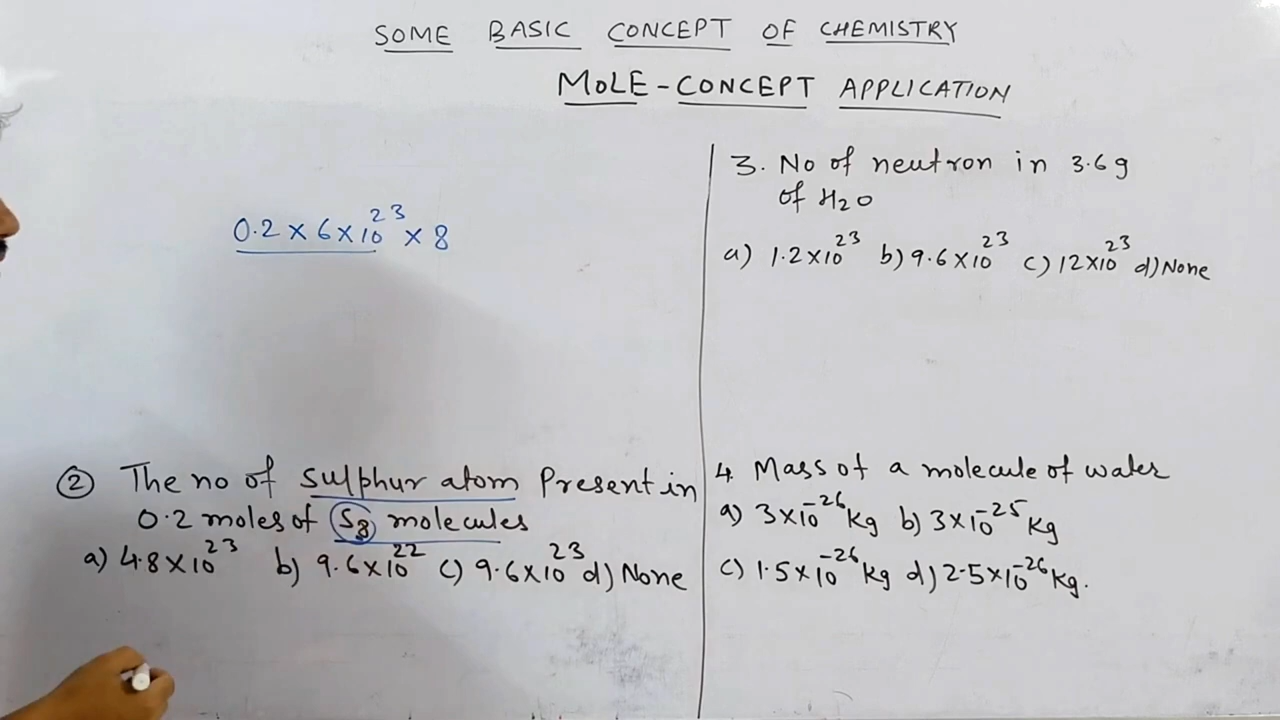 SOME BASIC CONCEPT OF CHEMISTRY
MOLE-CONCEPT APPLICATION
0.2 × 6 × 10²³ × 8
② The no of sulphur atom Present in
0.2 moles of S₈ molecules
a) 4.8×10²³ b) 9.6×10²² c) 9.6×10²³ d) None
3. No of neutron in 3.6g
of H₂O
a) 1.2×10²³ b) 9.6×10²³ c) 12×10²³ d) None
4. Mass of a molecule of water
a) 3×10⁻²⁶ kg b) 3×10⁻²⁵ kg
c) 1.5×10⁻²⁶ kg d) 2.5×10⁻²⁶ kg.